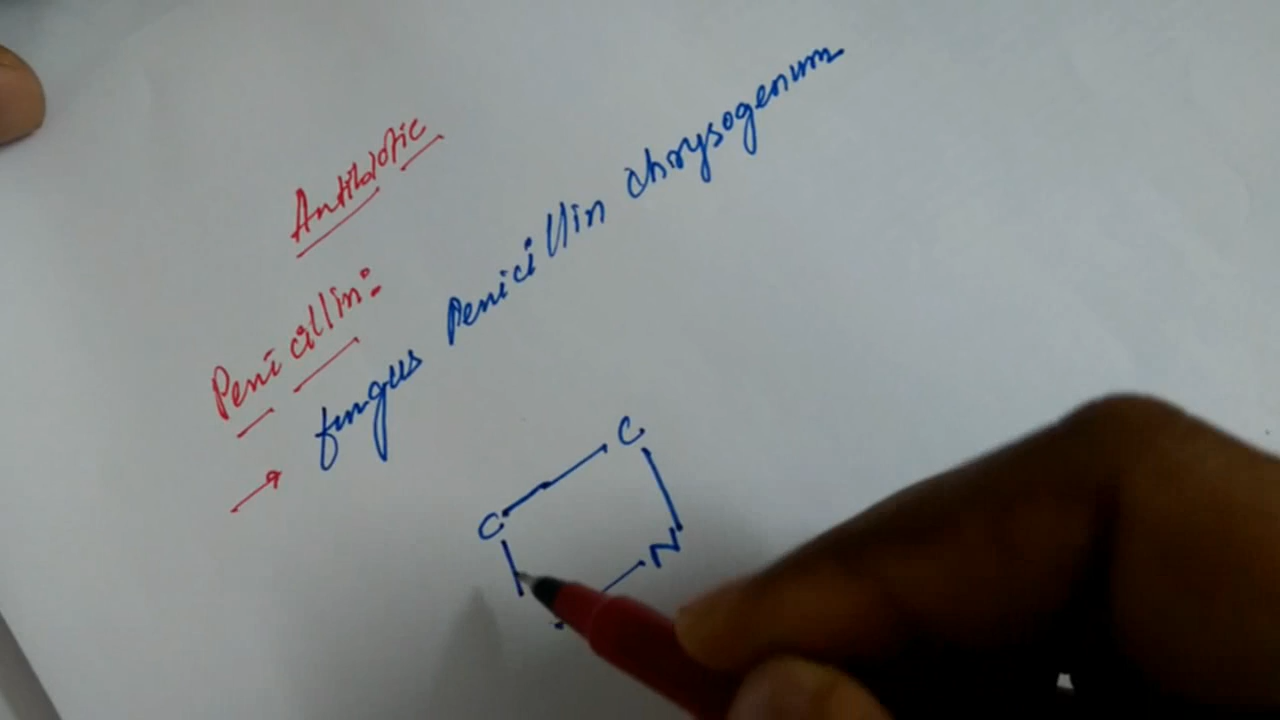 Antibiotic
Penicillin:
→ fungus Penicillin chrysogenum
C C
N